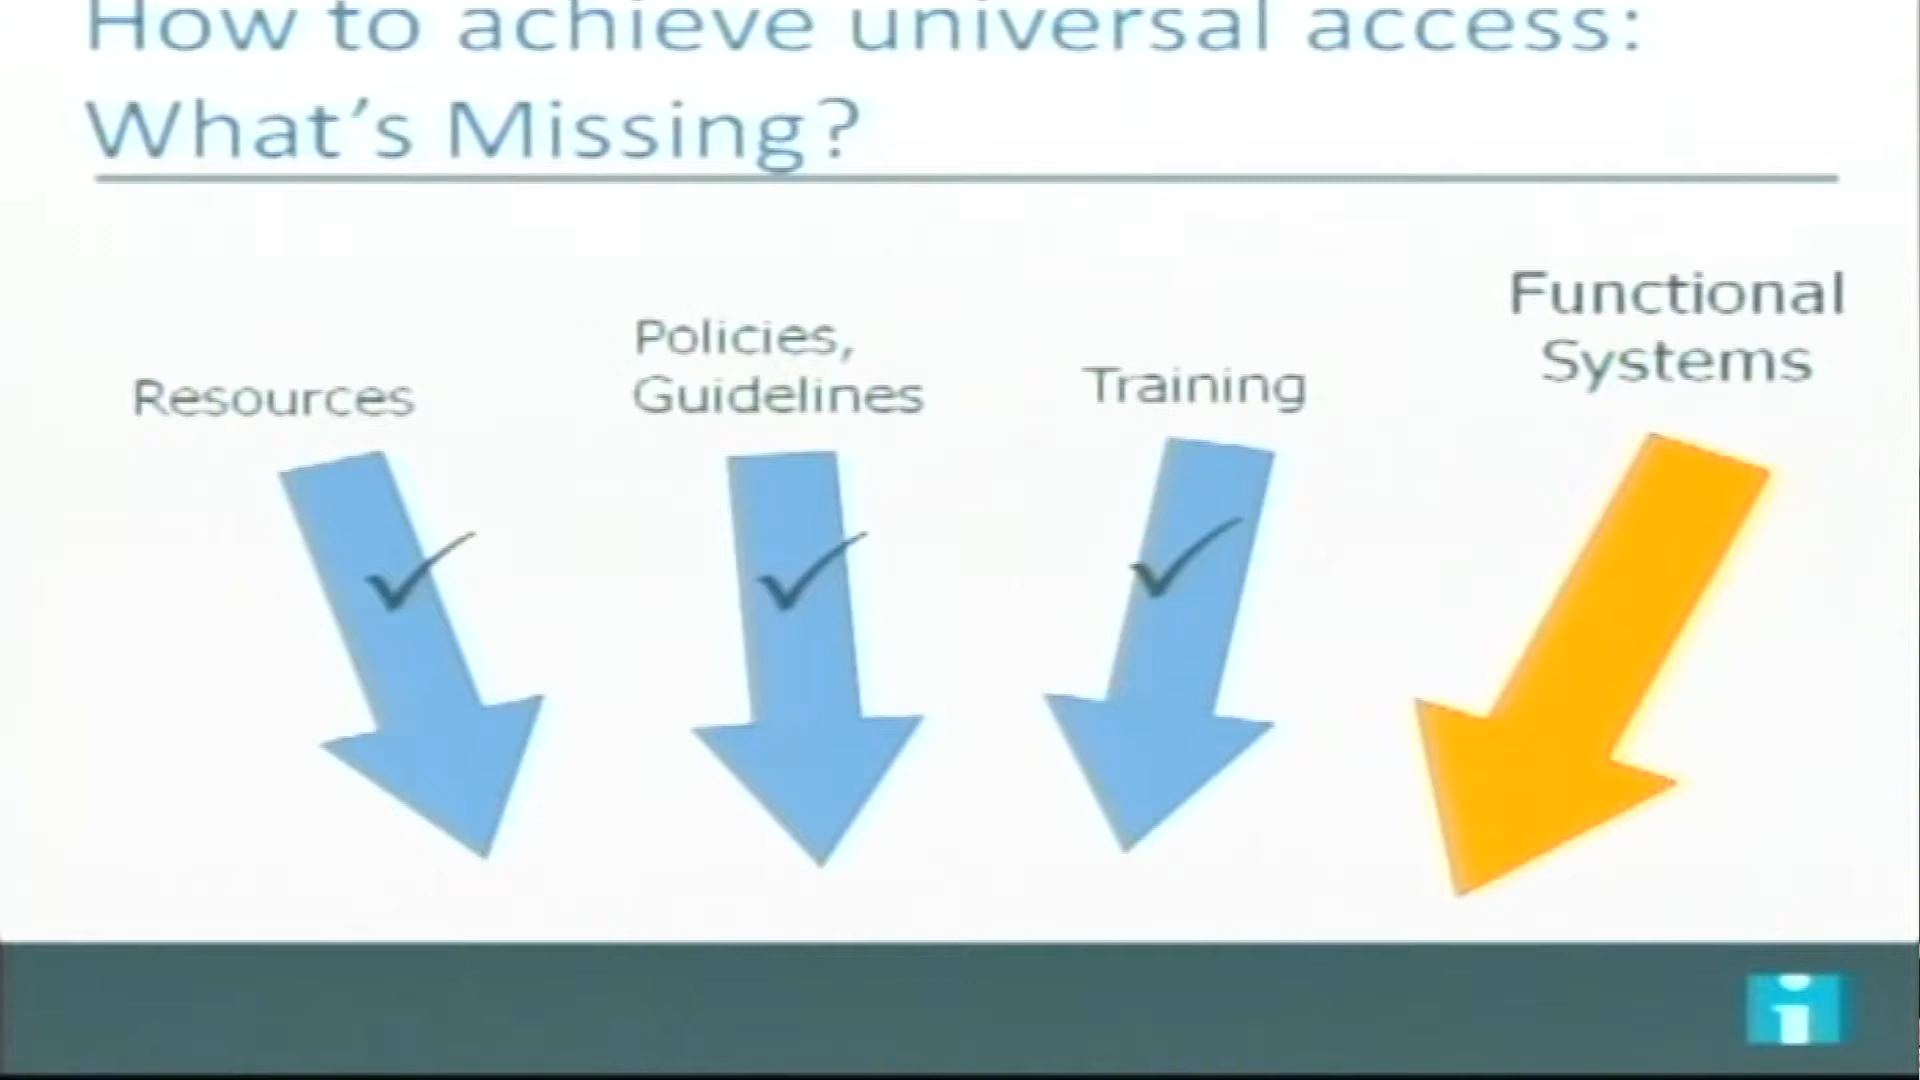 How to achieve universal access:
What's Missing?
Resources
Policies,
Guidelines
Training
Functional
Systems
i